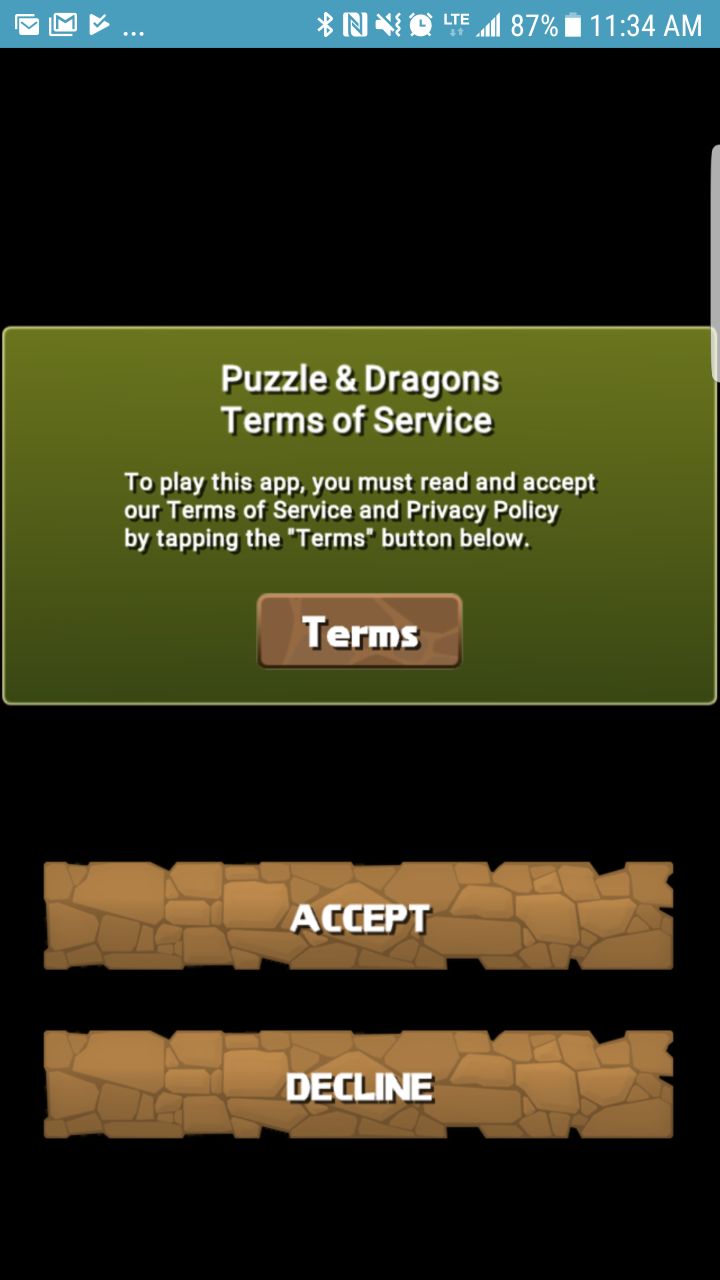 ... LTE 87% 11:34 AM
Puzzle & Dragons
Terms of Service
To play this app, you must read and accept
our Terms of Service and Privacy Policy
by tapping the "Terms" button below.
Terms
ACCEPT
DECLINE